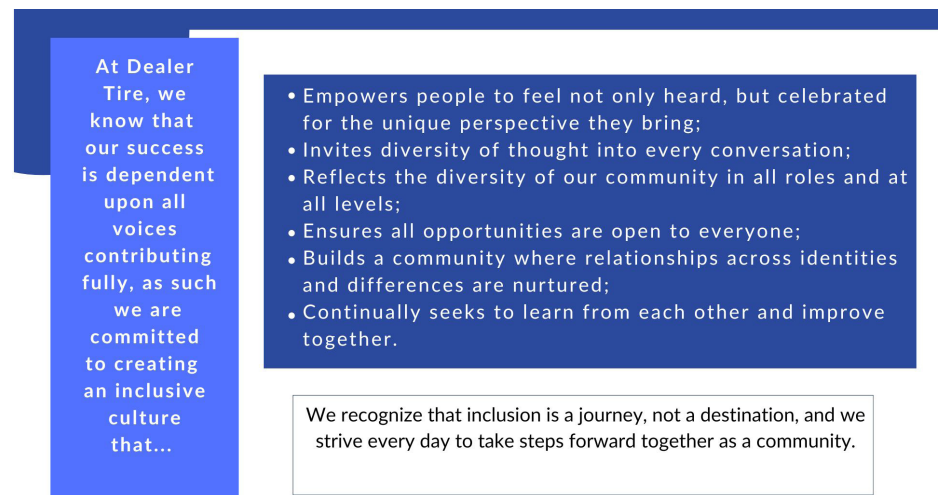 At Dealer
Tire, we
know that
our success
is dependent
upon all
voices
contributing
fully, as such
we are
committed
to creating
an inclusive
culture
that...
• Empowers people to feel not only heard, but celebrated
for the unique perspective they bring;
• Invites diversity of thought into every conversation;
• Reflects the diversity of our community in all roles and at
all levels;
• Ensures all opportunities are open to everyone;
• Builds a community where relationships across identities
and differences are nurtured;
• Continually seeks to learn from each other and improve
together.
We recognize that inclusion is a journey, not a destination, and we
strive every day to take steps forward together as a community.